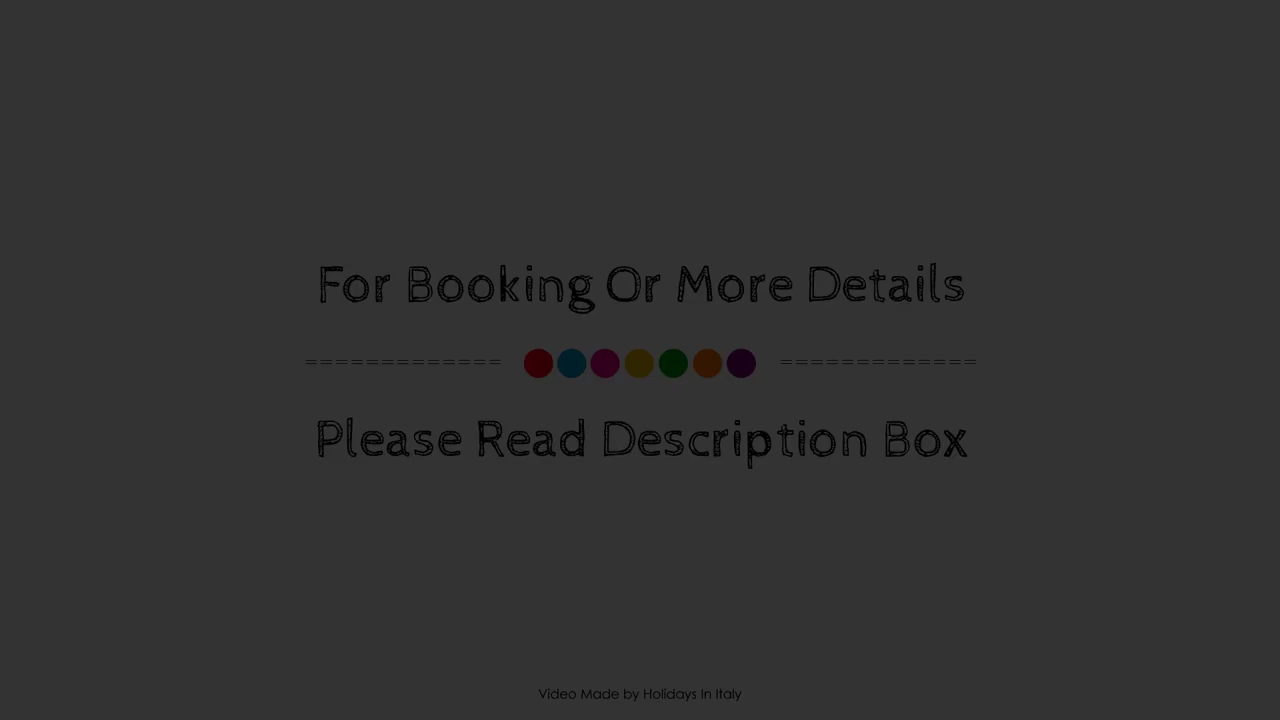 For Booking Or More Details
============= =============
Please Read Description Box
Video Made by Holidays In Italy